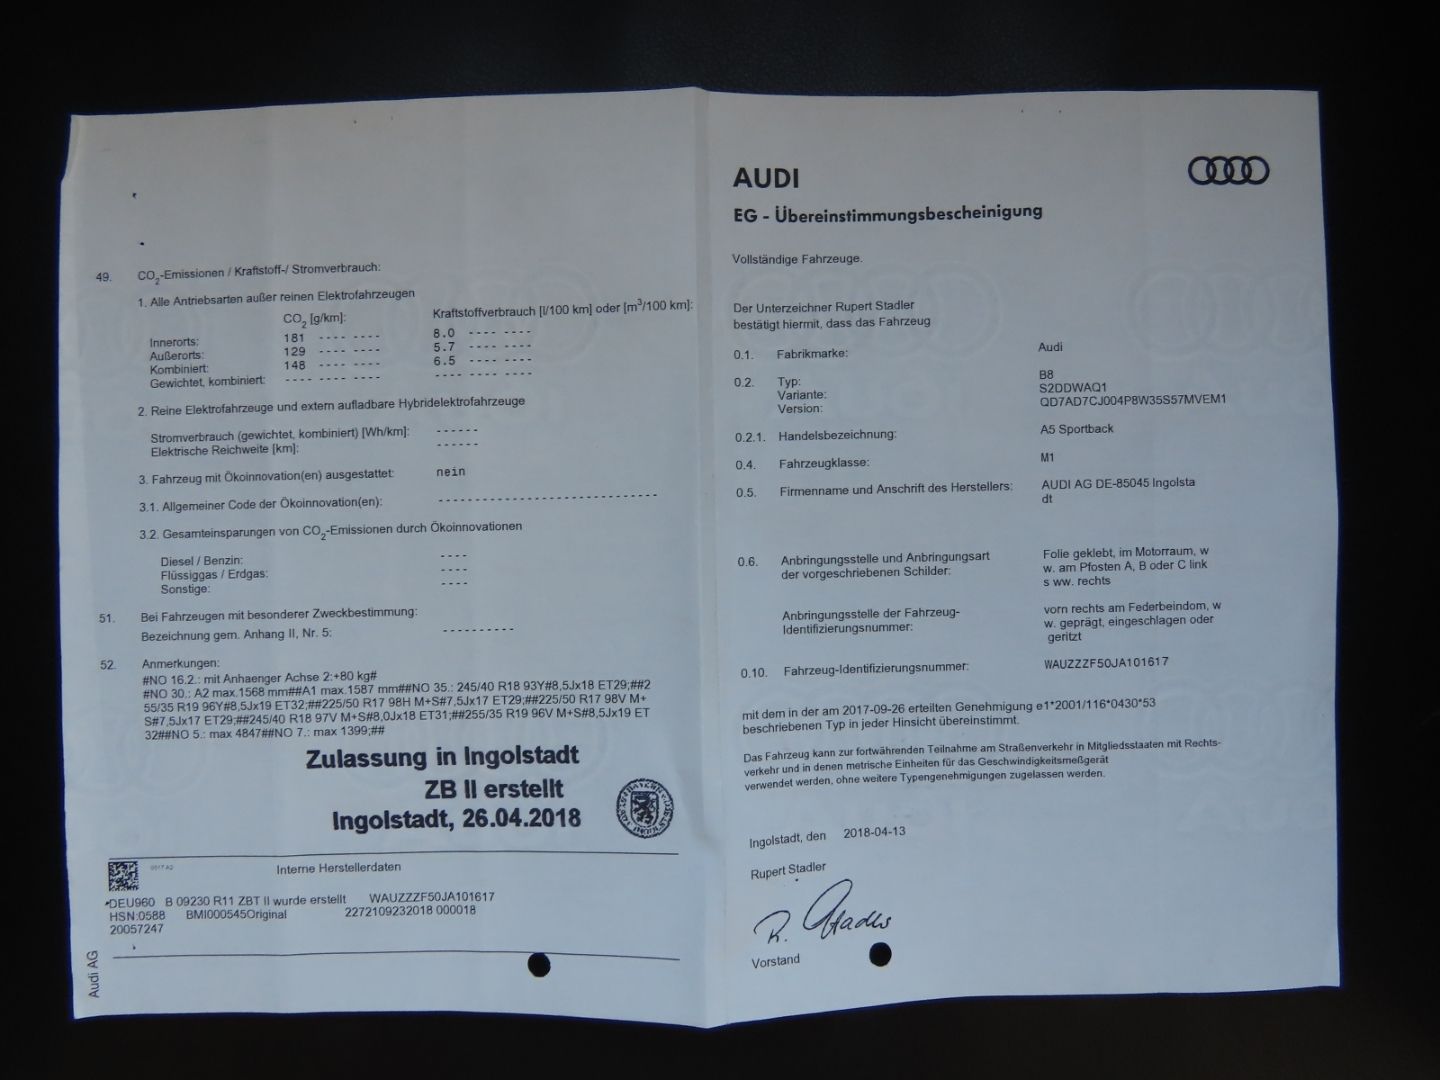 49. CO2-Emissionen / Kraftstoff-/ Stromverbrauch:
1. Alle Antriebsarten außer reinen Elektrofahrzeugen
CO2 [g/km]: Kraftstoffverbrauch [l/100 km] oder [m3/100 km]:
Innerorts: 181 ---- ---- 8.0 ---- ----
Außerorts: 129 ---- ---- 5.7 ---- ----
Kombiniert: 148 ---- ---- 6.5 ---- ----
Gewichtet, kombiniert: ---- ---- ---- ---- ---- ----
2. Reine Elektrofahrzeuge und extern aufladbare Hybridelektrofahrzeuge
Stromverbrauch (gewichtet, kombiniert) [Wh/km]: ------
Elektrische Reichweite [km]: ------
3. Fahrzeug mit Ökoinnovation(en) ausgestattet: nein
3.1. Allgemeiner Code der Ökoinnovation(en): ------------------------------
3.2. Gesamteinsparungen von CO2-Emissionen durch Ökoinnovationen
Diesel / Benzin: ----
Flüssiggas / Erdgas: ----
Sonstige: ----
51. Bei Fahrzeugen mit besonderer Zweckbestimmung:
Bezeichnung gem. Anhang II, Nr. 5: ----------
52. Anmerkungen:
#NO 16.2.: mit Anhaenger Achse 2:+80 kg#
#NO 30.: A2 max.1568 mm##A1 max.1587 mm##NO 35.: 245/40 R18 93Y#8,5Jx18 ET29;##2
55/35 R19 96Y#8,5Jx19 ET32;##225/50 R17 98H M+S#7,5Jx17 ET29;##225/50 R17 98V M+
S#7,5Jx17 ET29;##245/40 R18 97V M+S#8,0Jx18 ET31;##255/35 R19 96V M+S#8,5Jx19 ET
32##NO 5.: max 4847##NO 7.: max 1399;##
Zulassung in Ingolstadt
ZB II erstellt
Ingolstadt, 26.04.2018
Interne Herstellerdaten
DEU960 B 09230 R11 ZBT II wurde erstellt WAUZZZF50JA101617
HSN:0588 BMI000545Original 2272109232018 000018
20057247
Audi AG
AUDI
EG - Übereinstimmungsbescheinigung
Vollständige Fahrzeuge.
Der Unterzeichner Rupert Stadler
bestätigt hiermit, dass das Fahrzeug
0.1. Fabrikmarke: Audi
0.2. Typ: B8
Variante: S2DDWAQ1
Version: QD7AD7CJ004P8W35S57MVEM1
0.2.1. Handelsbezeichnung: A5 Sportback
0.4. Fahrzeugklasse: M1
0.5. Firmenname und Anschrift des Herstellers: AUDI AG DE-85045 Ingolsta
dt
0.6. Anbringungsstelle und Anbringungsart Folie geklebt, im Motorraum, w
der vorgeschriebenen Schilder: w. am Pfosten A, B oder C link
s ww. rechts
Anbringungsstelle der Fahrzeug- vorn rechts am Federbeindom, w
Identifizierungsnummer: w. geprägt, eingeschlagen oder
geritzt
0.10. Fahrzeug-Identifizierungsnummer: WAUZZZF50JA101617
mit dem in der am 2017-09-26 erteilten Genehmigung e1*2001/116*0430*53
beschriebenen Typ in jeder Hinsicht übereinstimmt.
Das Fahrzeug kann zur fortwährenden Teilnahme am Straßenverkehr in Mitgliedsstaaten mit Rechts-
verkehr und in denen metrische Einheiten für das Geschwindigkeitsmeßgerät
verwendet werden, ohne weitere Typengenehmigungen zugelassen werden.
Ingolstadt, den 2018-04-13
Rupert Stadler
R. Stadler
Vorstand